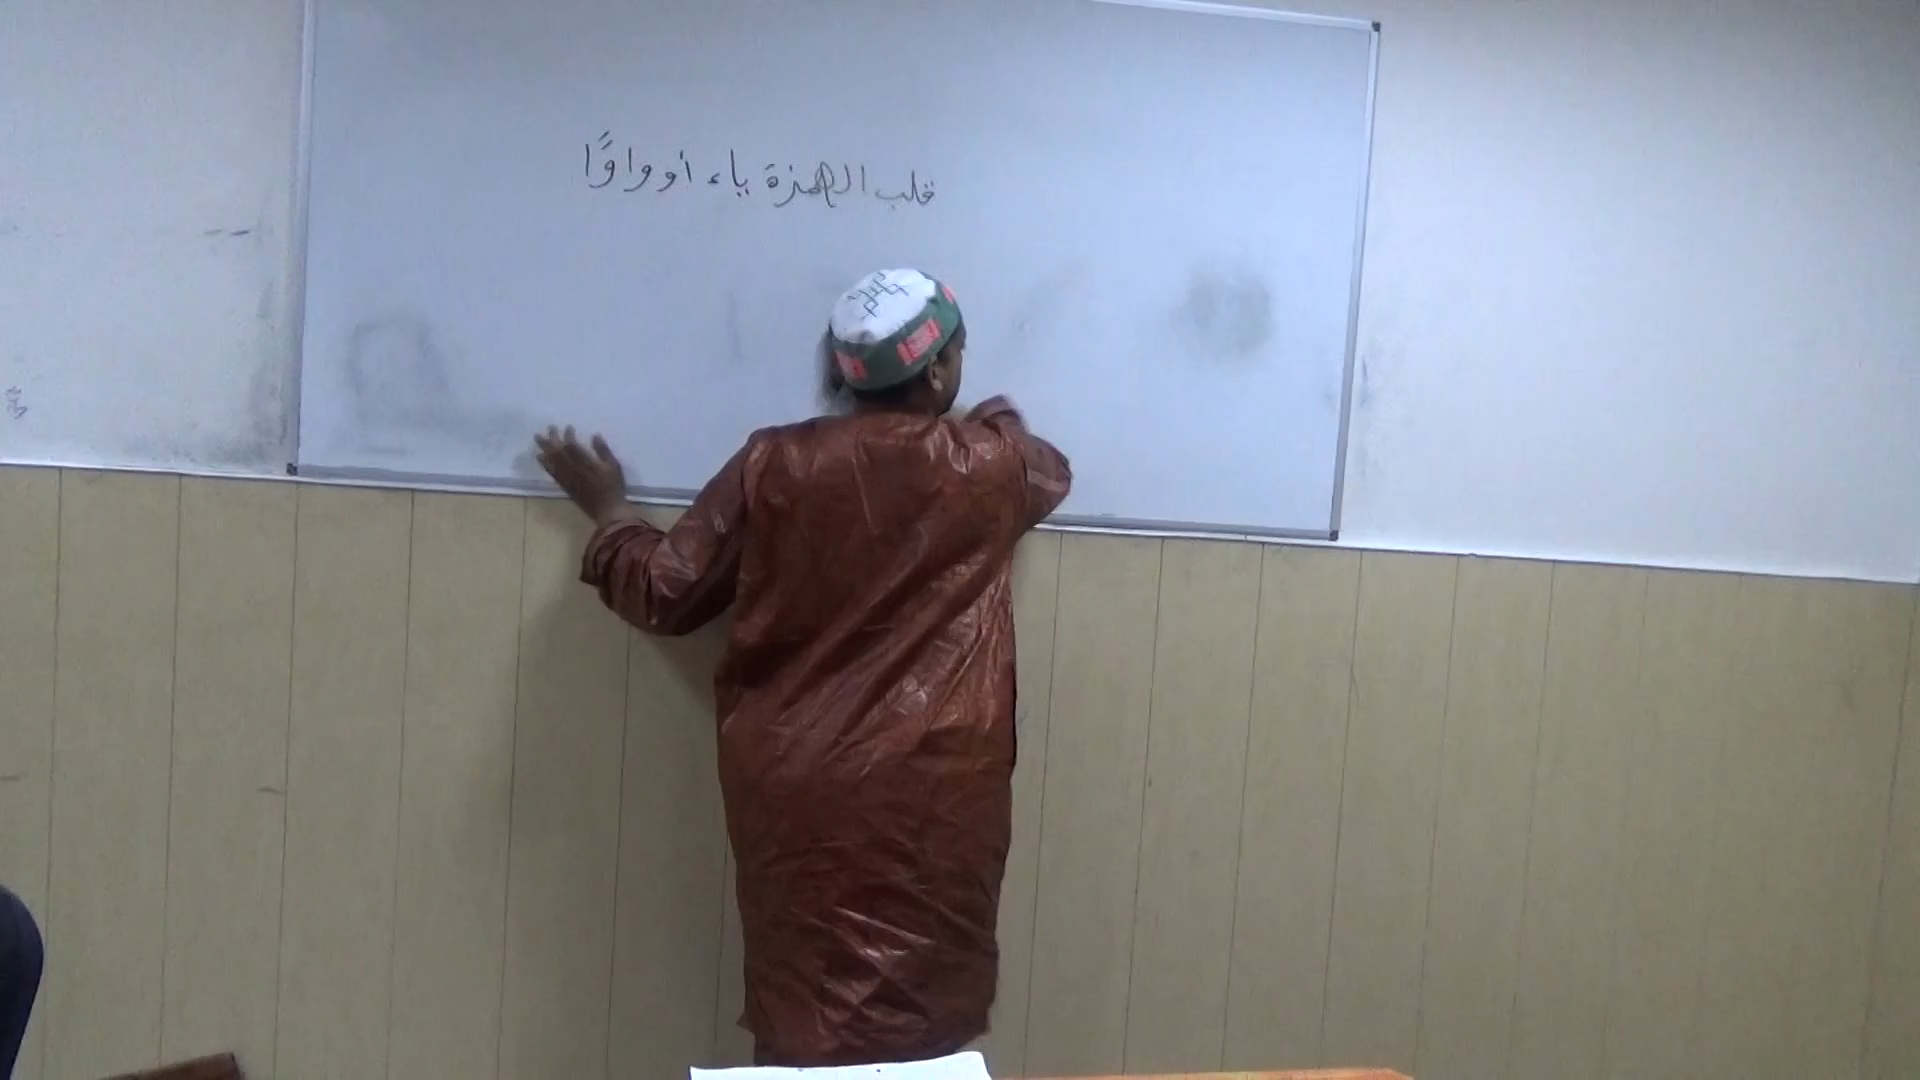 قلب الهمزة ياء أو واوًا